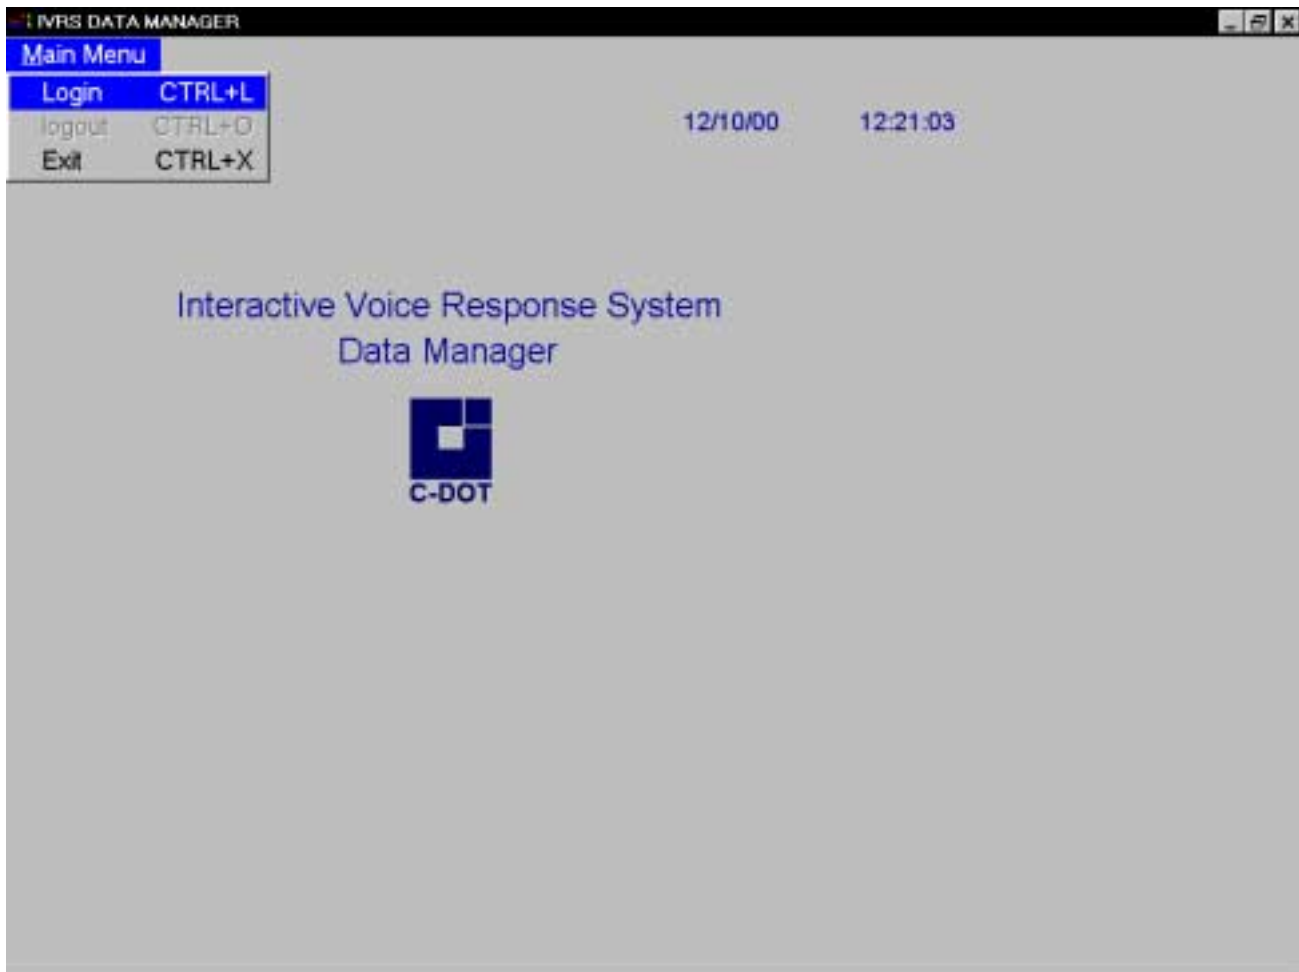 IVRS DATA MANAGER
Main Menu
Login CTRL+L
logout CTRL+O
Exit CTRL+X
12/10/00 12:21:03
Interactive Voice Response System
Data Manager
C-DOT